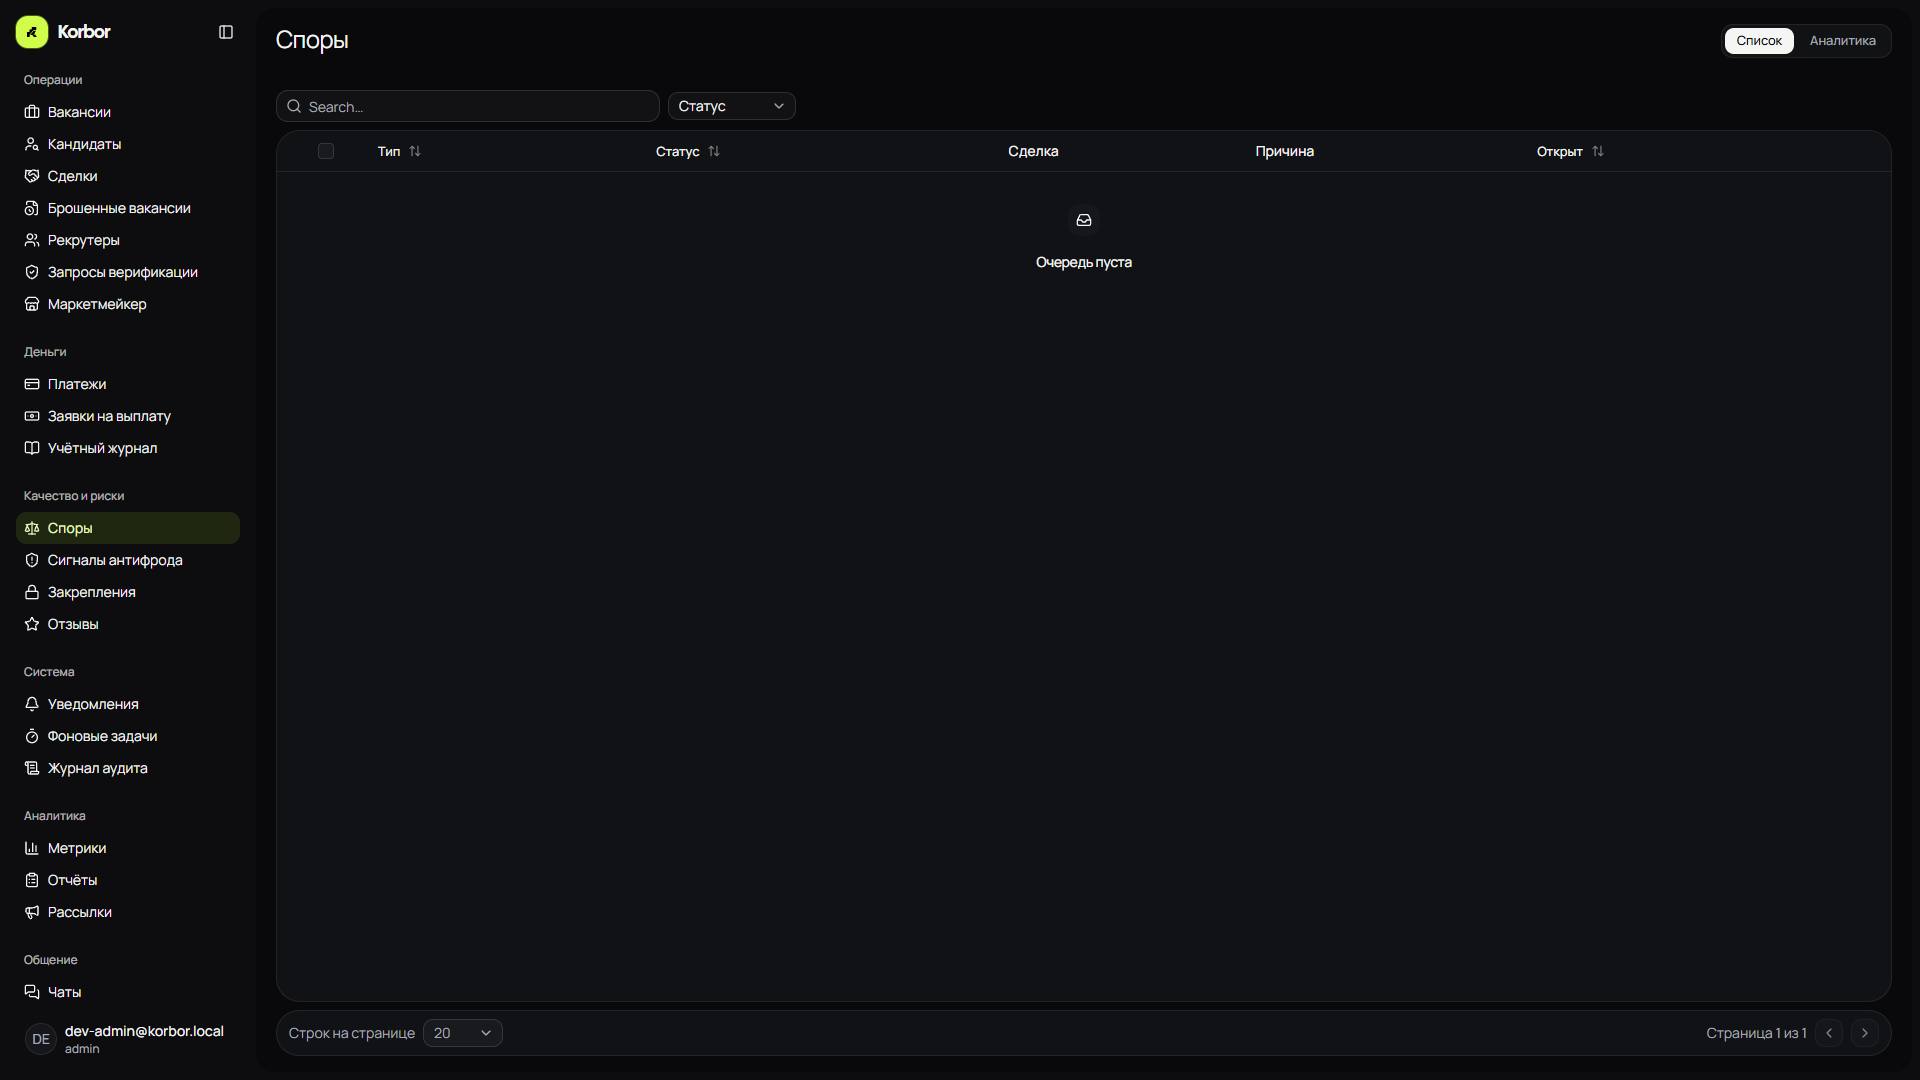 Korbor
Операции
Вакансии
Кандидаты
Сделки
Брошенные вакансии
Рекрутеры
Запросы верификации
Маркетмейкер
Деньги
Платежи
Заявки на выплату
Учётный журнал
Качество и риски
Споры
Сигналы антифрода
Закрепления
Отзывы
Система
Уведомления
Фоновые задачи
Журнал аудита
Аналитика
Метрики
Отчёты
Рассылки
Общение
Чаты
DE
dev-admin@korbor.local
admin
Споры
Список Аналитика
Search... Статус
Тип Статус Сделка Причина Открыт
Очередь пуста
Строк на странице 20 Страница 1 из 1